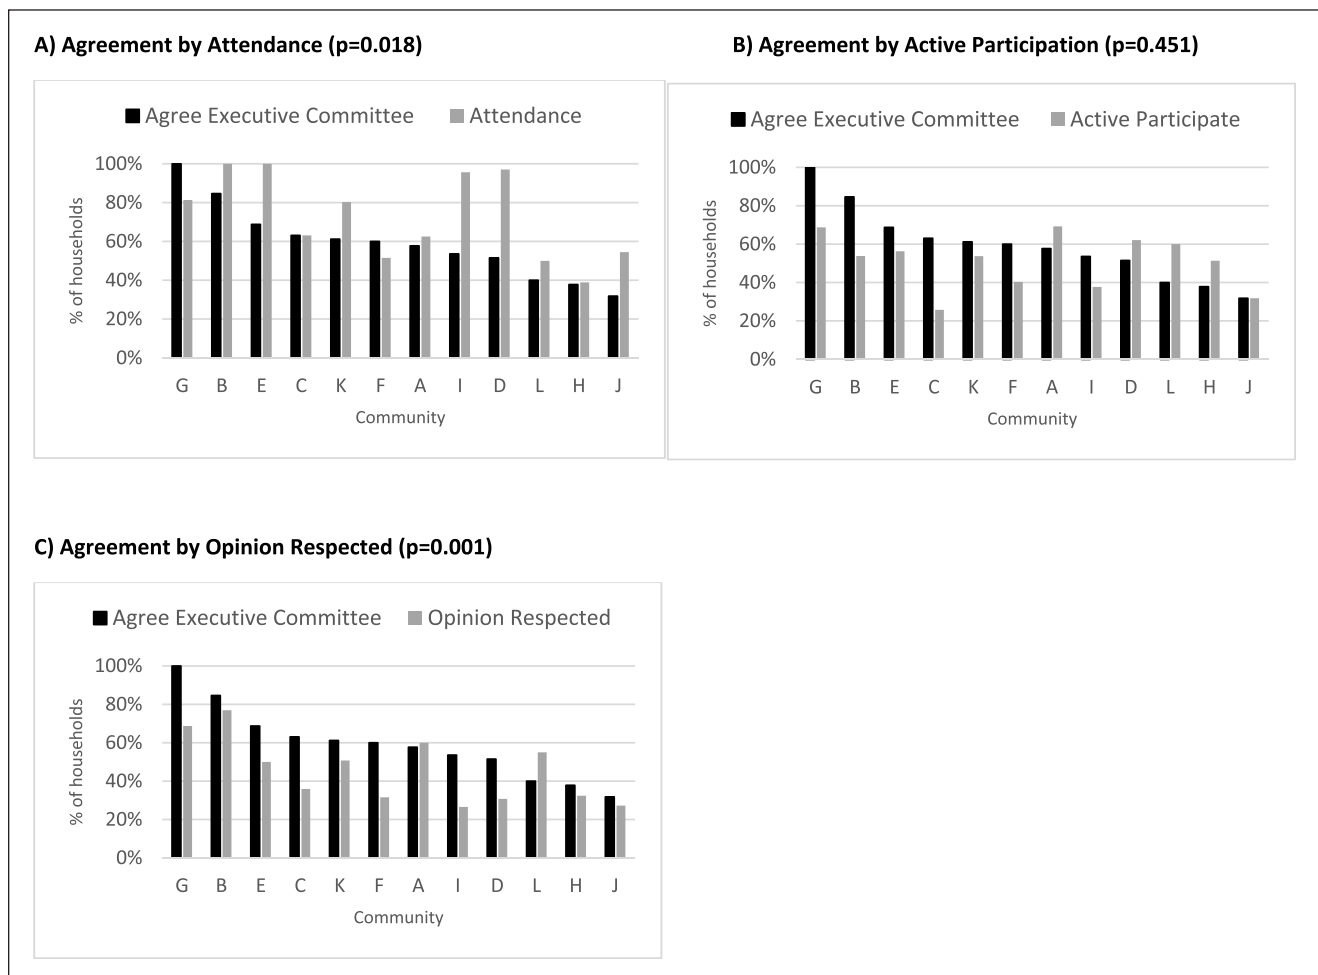 A) Agreement by Attendance (p=0.018)
Agree Executive Committee Attendance
100%
80%
60%
40%
20%
0%
% of households
G B E C K F A I D L H J
Community
B) Agreement by Active Participation (p=0.451)
Agree Executive Committee Active Participate
100%
80%
60%
40%
20%
0%
% of households
G B E C K F A I D L H J
Community
C) Agreement by Opinion Respected (p=0.001)
Agree Executive Committee Opinion Respected
100%
80%
60%
40%
20%
0%
% of households
G B E C K F A I D L H J
Community